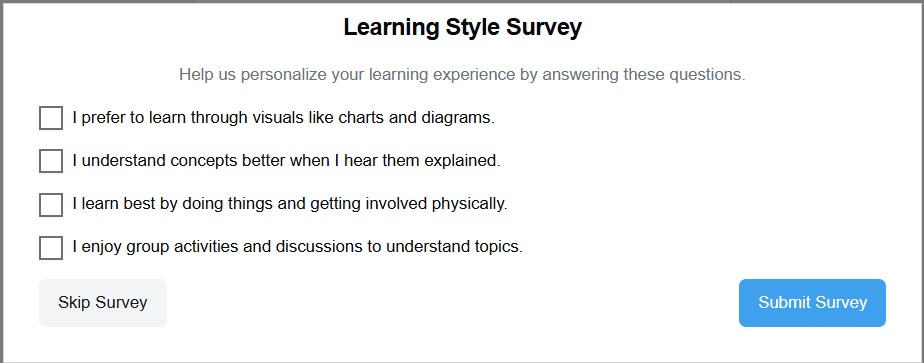 Learning Style Survey
Help us personalize your learning experience by answering these questions.
I prefer to learn through visuals like charts and diagrams.
I understand concepts better when I hear them explained.
I learn best by doing things and getting involved physically.
I enjoy group activities and discussions to understand topics.
Skip Survey
Submit Survey